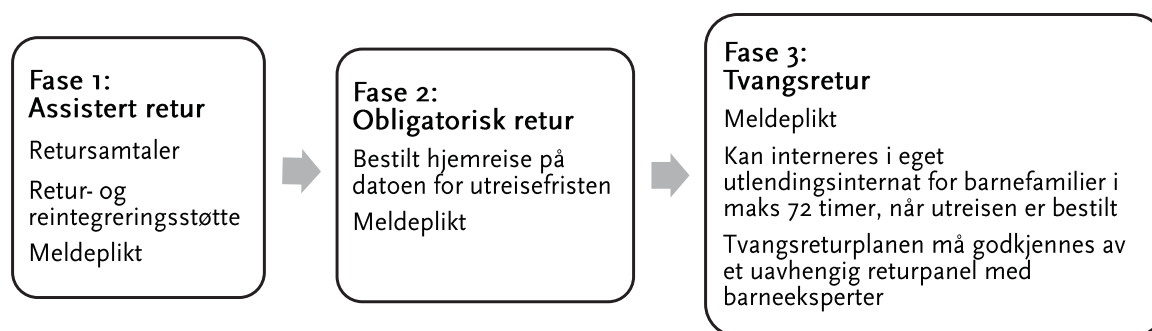 Fase 1:
Assistert retur
Retursamtaler
Retur- og
reintegreringsstøtte
Meldeplikt
Fase 2:
Obligatorisk retur
Bestilt hjemreise på
datoen for utreisefristen
Meldeplikt
Fase 3:
Tvangsretur
Meldeplikt
Kan interneres i eget
utlendingsinternat for barnefamilier i
maks 72 timer, når utreisen er bestilt
Tvangsreturplanen må godkjennes av
et uavhengig returpanel med
barneeksperter